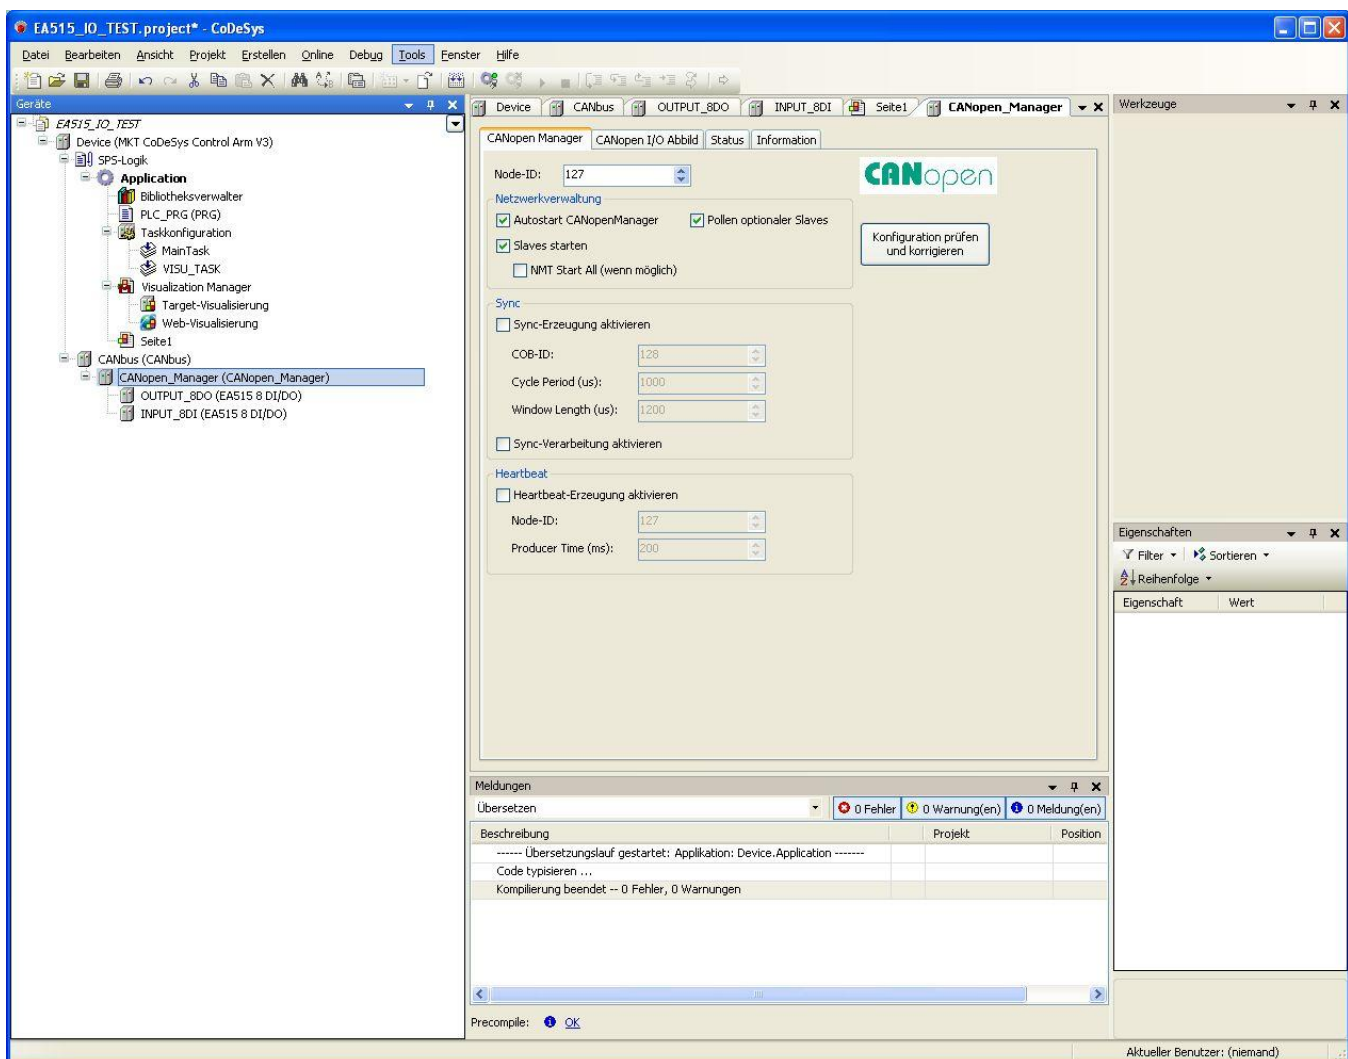 EA515_IO_TEST.project* - CoDeSys
Datei Bearbeiten Ansicht Projekt Erstellen Online Debug Tools Fenster Hilfe
Geräte
EA515_IO_TEST
Device (MKT CoDeSys Control Arm V3)
SPS-Logik
Application
Bibliotheksverwalter
PLC_PRG (PRG)
Taskkonfiguration
MainTask
VISU_TASK
Visualization Manager
Target-Visualisierung
Web-Visualisierung
Seite1
CANbus (CANbus)
CANopen_Manager (CANopen_Manager)
OUTPUT_8DO (EA515 8 DI/DO)
INPUT_8DI (EA515 8 DI/DO)
Device CANbus OUTPUT_8DO INPUT_8DI Seite1 CANopen_Manager
CANopen Manager CANopen I/O Abbild Status Information
Node-ID: 127
CANopen
Netzwerkverwaltung
Autostart CANopenManager Pollen optionaler Slaves
Slaves starten
NMT Start All (wenn möglich)
Konfiguration prüfen
und korrigieren
Sync
Sync-Erzeugung aktivieren
COB-ID: 128
Cycle Period (us): 1000
Window Length (us): 1200
Sync-Verarbeitung aktivieren
Heartbeat
Heartbeat-Erzeugung aktivieren
Node-ID: 127
Producer Time (ms): 200
Meldungen
Übersetzen 0 Fehler 0 Warnung(en) 0 Meldung(en)
Beschreibung Projekt Position
------ Übersetzungslauf gestartet: Applikation: Device.Application -------
Code typisieren ...
Kompilierung beendet -- 0 Fehler, 0 Warnungen
Precompile: OK
Werkzeuge
Eigenschaften
Filter Sortieren
Reihenfolge
Eigenschaft Wert
Aktueller Benutzer: (niemand)